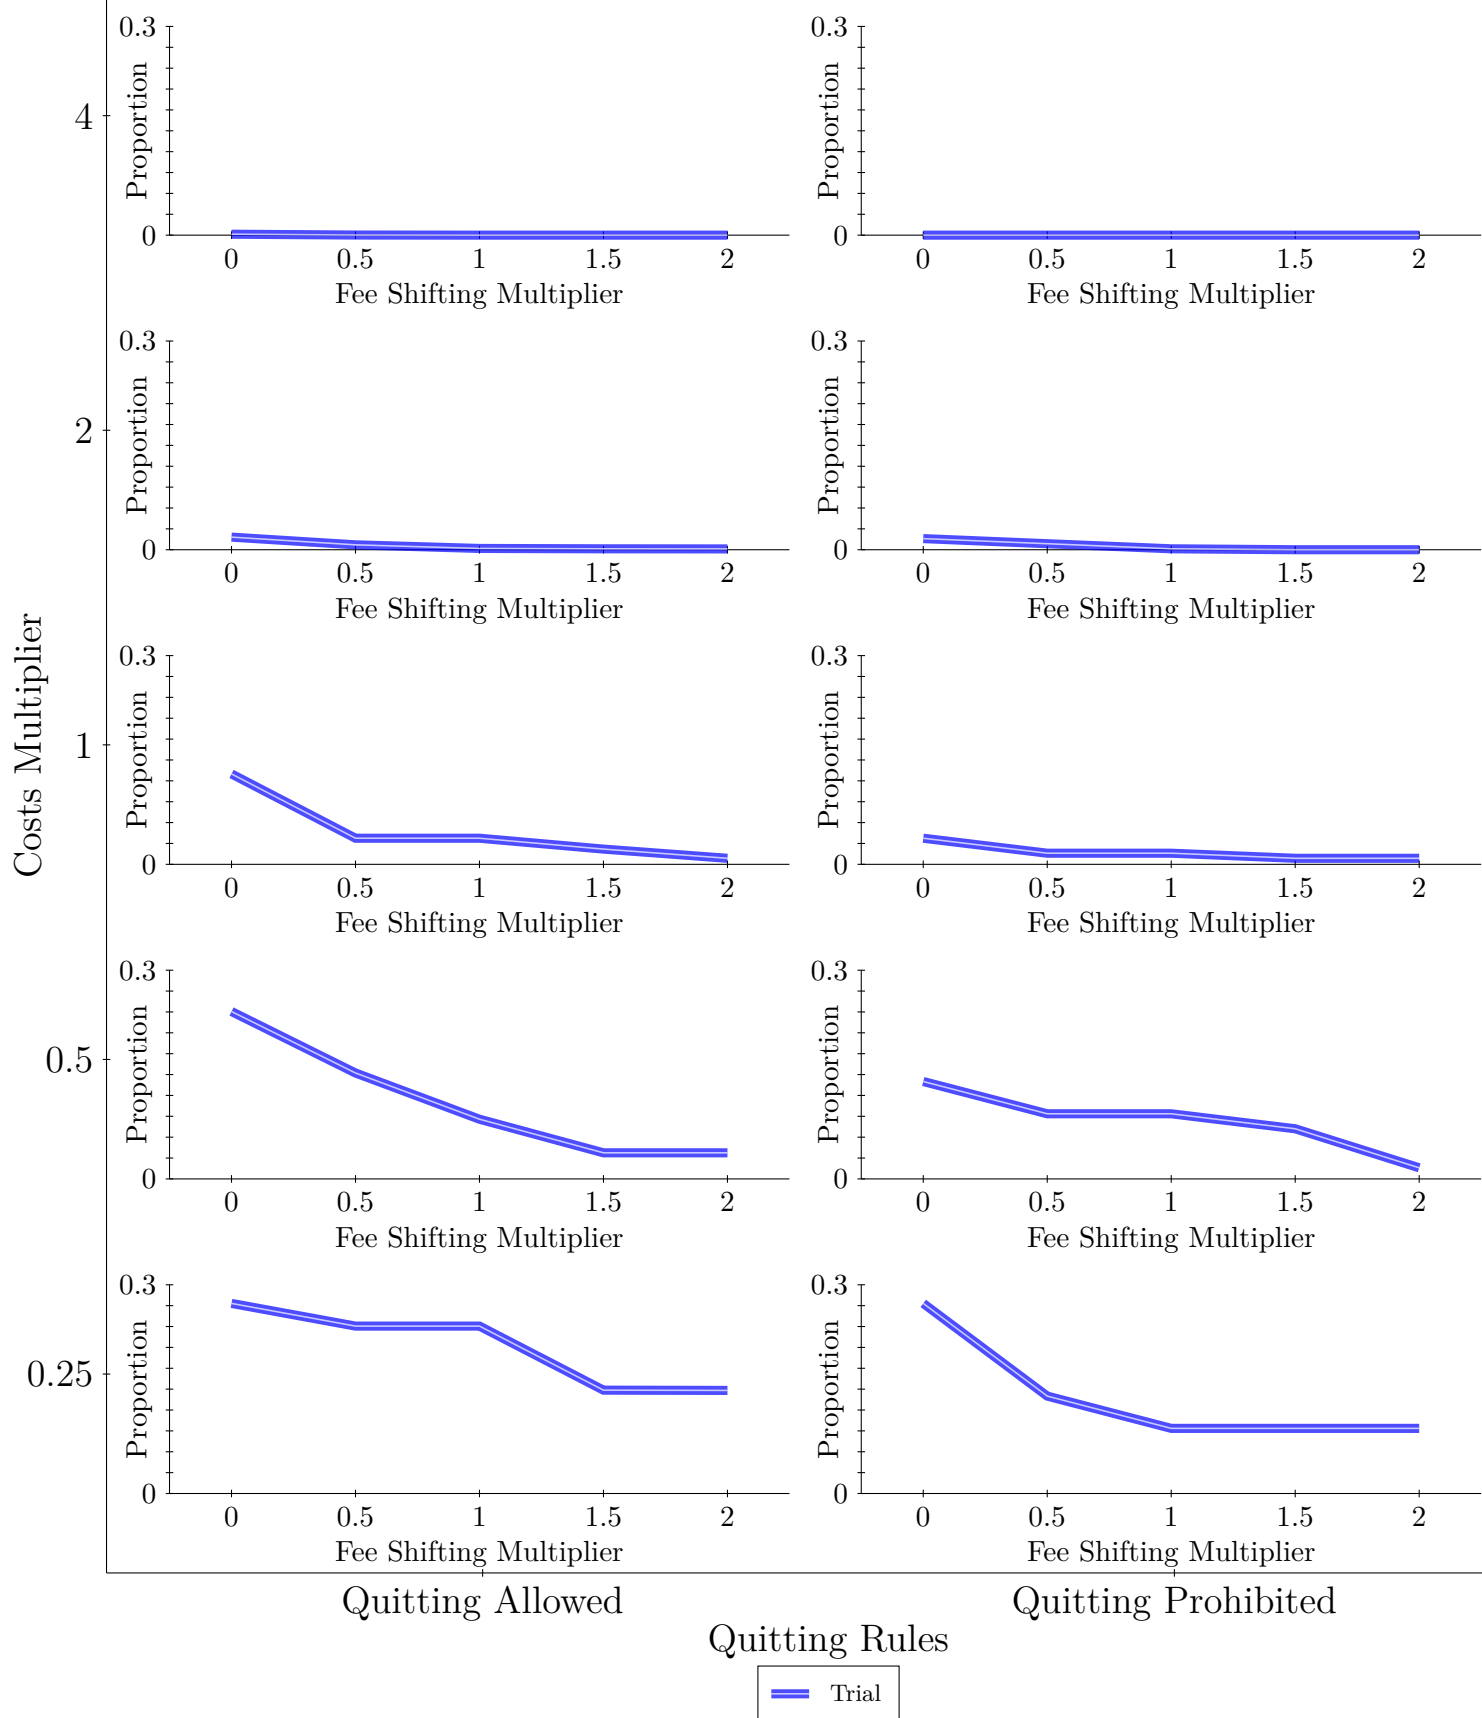 Costs Multiplier
4
0.3
Proportion
0
0 0.5 1 1.5 2
Fee Shifting Multiplier
0.3
Proportion
0
0 0.5 1 1.5 2
Fee Shifting Multiplier
2
0.3
Proportion
0
0 0.5 1 1.5 2
Fee Shifting Multiplier
0.3
Proportion
0
0 0.5 1 1.5 2
Fee Shifting Multiplier
1
0.3
Proportion
0
0 0.5 1 1.5 2
Fee Shifting Multiplier
0.3
Proportion
0
0 0.5 1 1.5 2
Fee Shifting Multiplier
0.5
0.3
Proportion
0
0 0.5 1 1.5 2
Fee Shifting Multiplier
0.3
Proportion
0
0 0.5 1 1.5 2
Fee Shifting Multiplier
0.25
0.3
Proportion
0
0 0.5 1 1.5 2
Fee Shifting Multiplier
0.3
Proportion
0
0 0.5 1 1.5 2
Fee Shifting Multiplier
Quitting Allowed
Quitting Prohibited
Quitting Rules
Trial